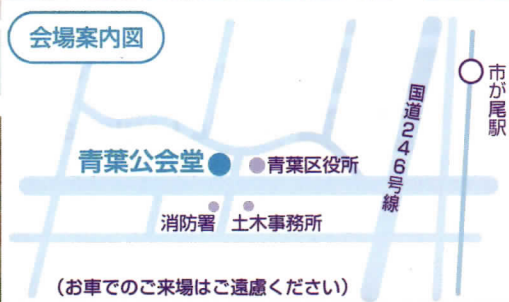 会場案内図
市が尾駅
国道246号線
青葉公会堂
青葉区役所
消防署
土木事務所
(お車でのご来場はご遠慮ください)